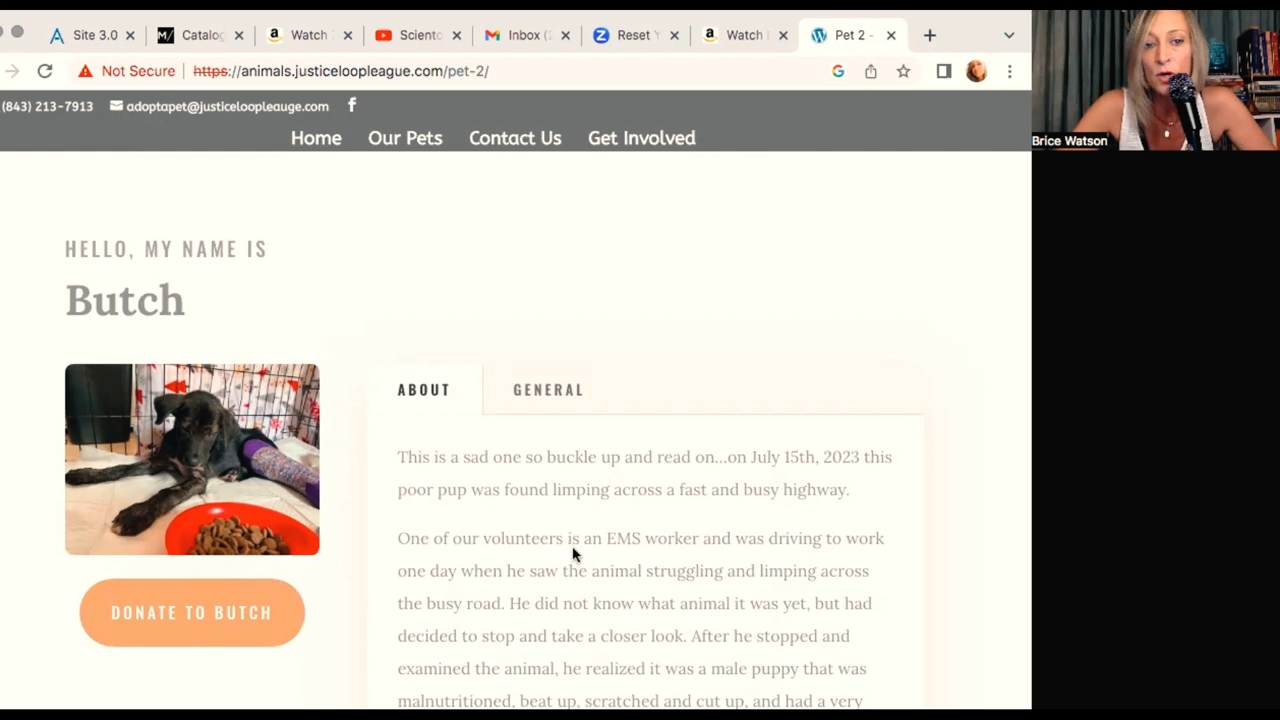 Site 3.0
Catalog
Watch
Sciento
Inbox (
Reset Y
Watch L
Pet 2 -
Not Secure https://animals.justiceloopleague.com/pet-2/
(843) 213-7913 adoptapet@justiceloopleauge.com
Home Our Pets Contact Us Get Involved
Brice Watson
HELLO, MY NAME IS
Butch
DONATE TO BUTCH
ABOUT GENERAL
This is a sad one so buckle up and read on...on July 15th, 2023 this
poor pup was found limping across a fast and busy highway.
One of our volunteers is an EMS worker and was driving to work
one day when he saw the animal struggling and limping across
the busy road. He did not know what animal it was yet, but had
decided to stop and take a closer look. After he stopped and
examined the animal, he realized it was a male puppy that was
malnutritioned, beat up, scratched and cut up, and had a very